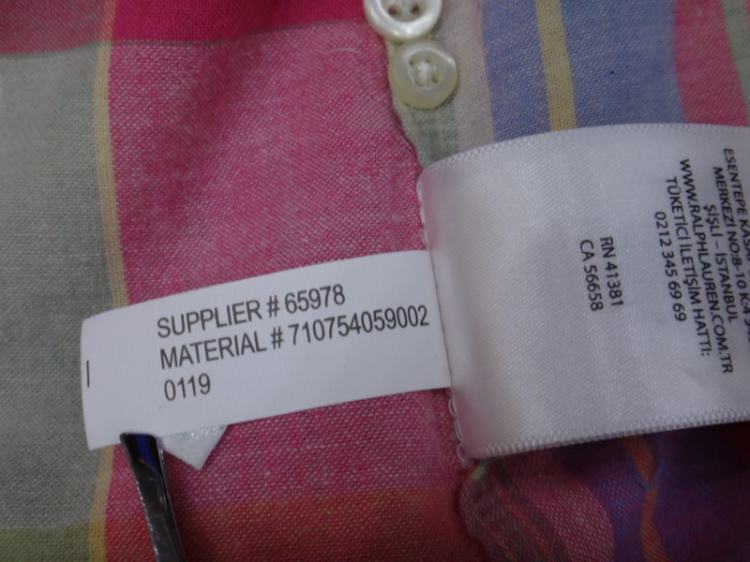 SUPPLIER # 65978
MATERIAL # 710754059002
0119
RN 41381
CA 56658
ESENTEPE
MERKEZİ NO:8-10 K:4
ŞİŞLİ – İSTANBUL
WWW.RALPHLAUREN.COM.TR
TÜKETİCİ İLETİŞİM HATTI:
0212 345 69 69